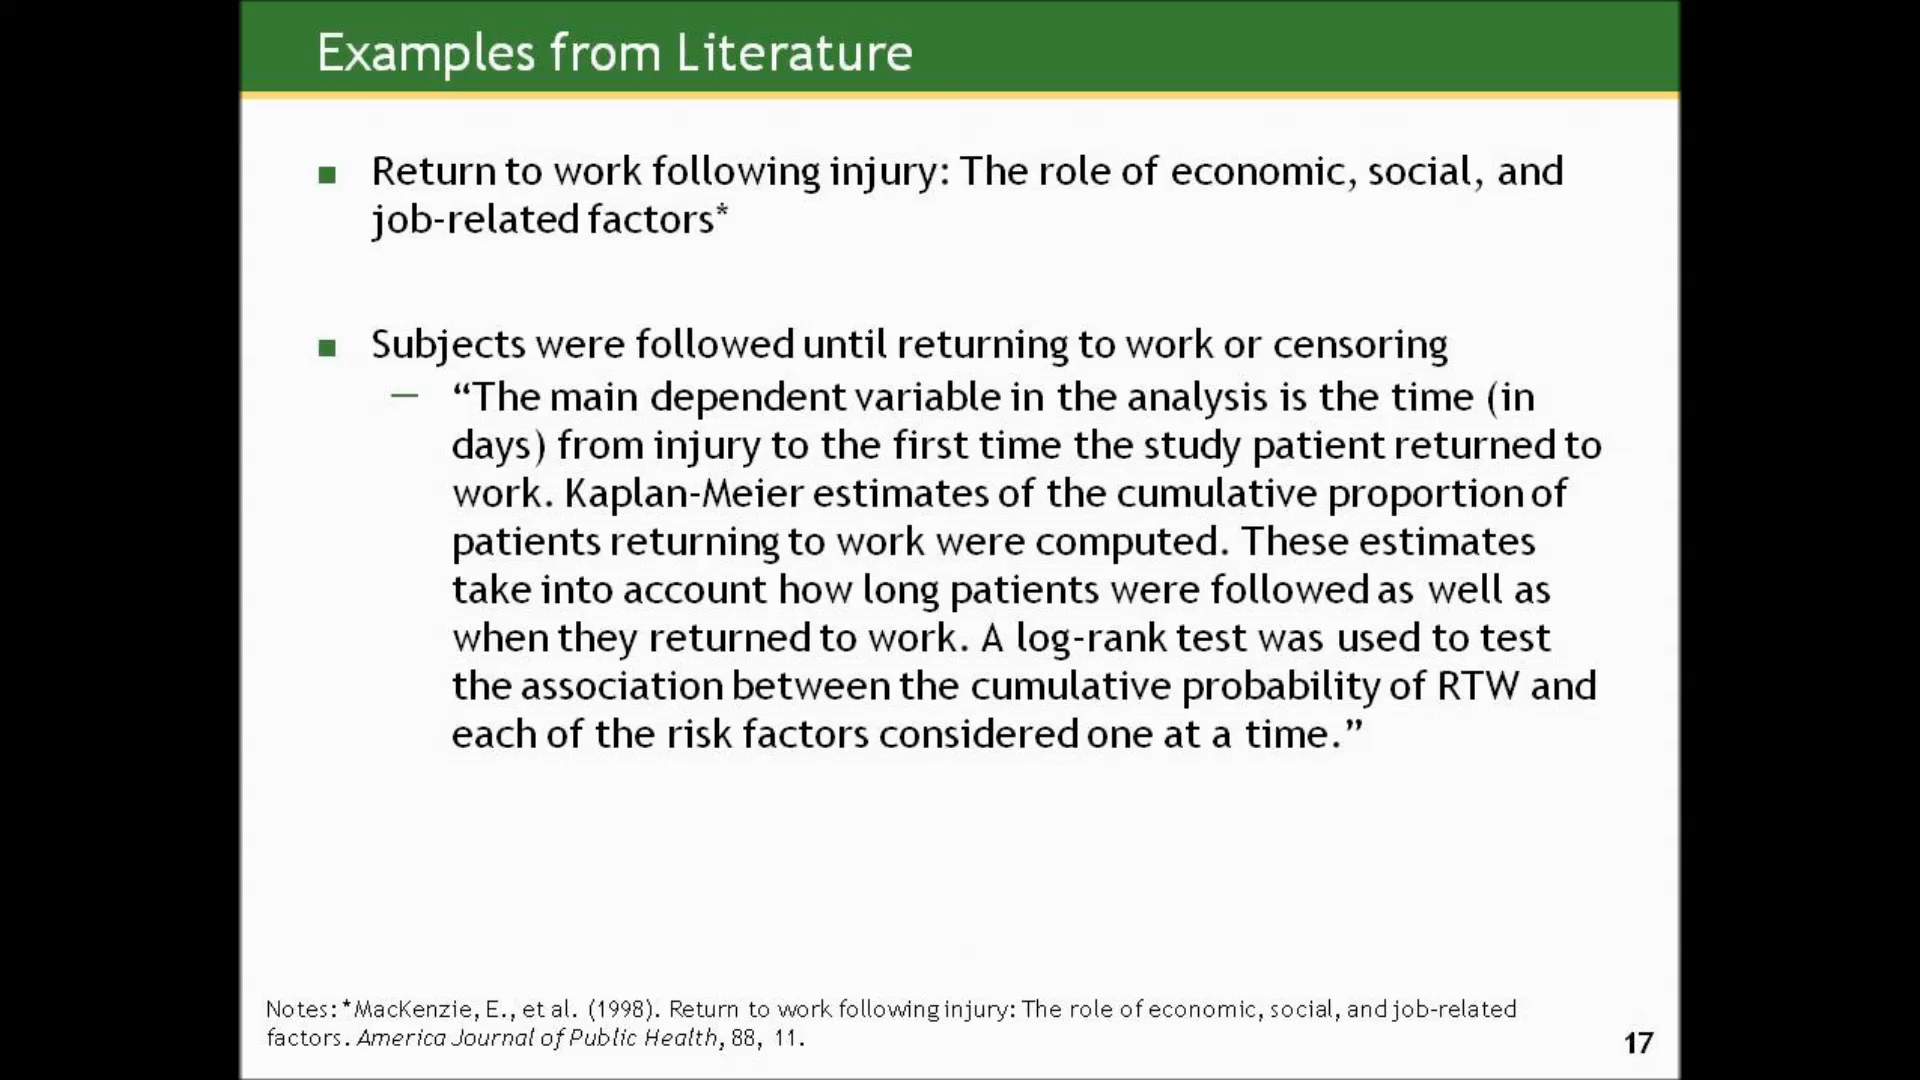 Examples from Literature
Return to work following injury: The role of economic, social, and
job-related factors*
Subjects were followed until returning to work or censoring
— “The main dependent variable in the analysis is the time (in
days) from injury to the first time the study patient returned to
work. Kaplan-Meier estimates of the cumulative proportion of
patients returning to work were computed. These estimates
take into account how long patients were followed as well as
when they returned to work. A log-rank test was used to test
the association between the cumulative probability of RTW and
each of the risk factors considered one at a time.”
Notes: *MacKenzie, E., et al. (1998). Return to work following injury: The role of economic, social, and job-related
factors. America Journal of Public Health, 88, 11.
17